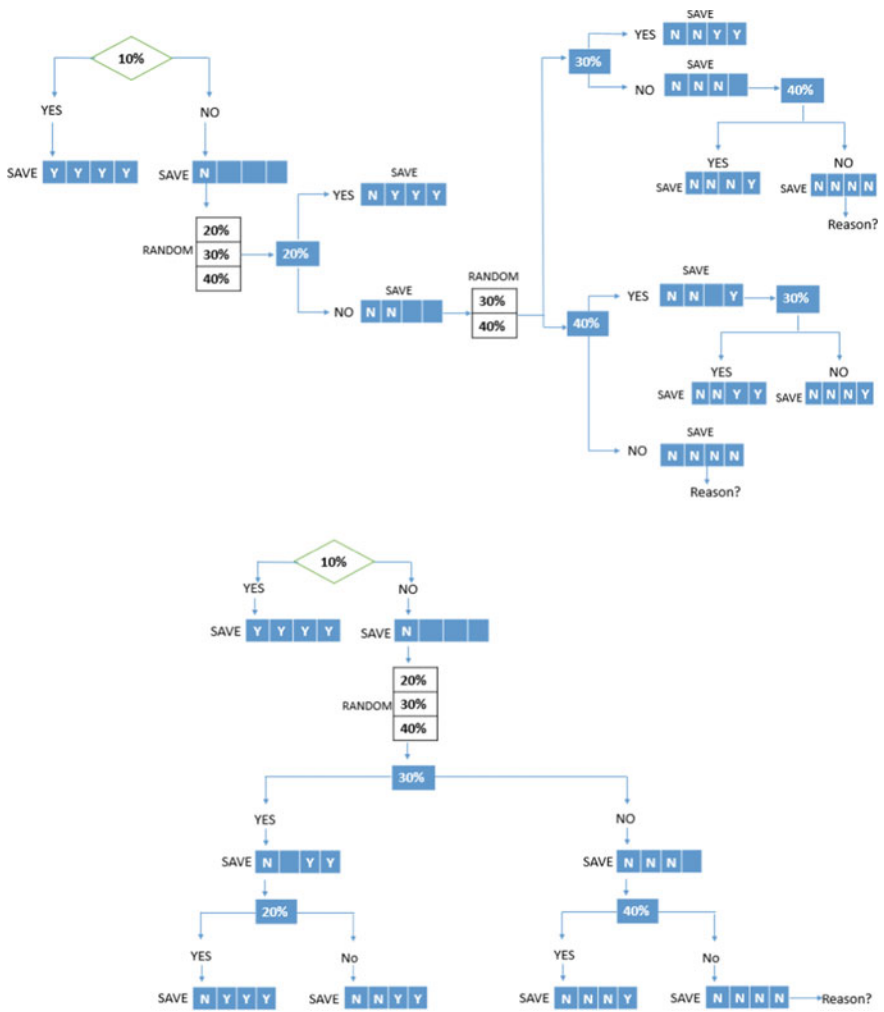 10%
YES
NO
SAVE Y Y Y Y
SAVE N
RANDOM
20%
30%
40%
20%
YES
SAVE
N Y Y Y
NO
SAVE
N N
RANDOM
30%
40%
30%
YES
SAVE
N N Y Y
NO
SAVE
N N N
40%
YES
NO
SAVE N N N Y
SAVE N N N N
Reason?
40%
YES
SAVE
N N Y
30%
YES
NO
SAVE N N Y Y
SAVE N N N Y
NO
SAVE
N N N N
Reason?
10%
YES
NO
SAVE Y Y Y Y
SAVE N
RANDOM
20%
30%
40%
30%
YES
NO
SAVE N Y Y
SAVE N N N
20%
40%
YES
No
YES
No
SAVE N Y Y Y
SAVE N N Y Y
SAVE N N N Y
SAVE N N N N
Reason?